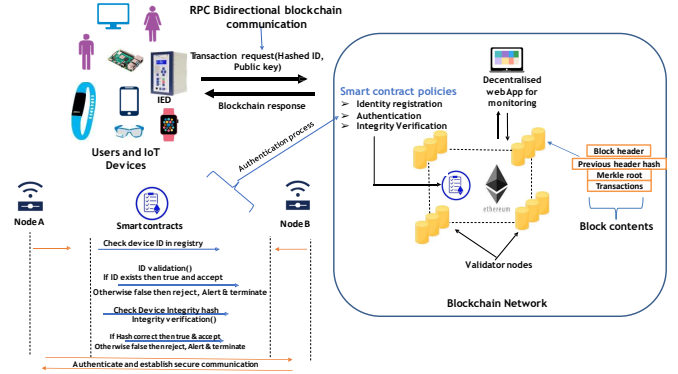 RPC Bidirectional blockchain
communication
Transaction request(Hashed ID,
Public key)
IED
Blockchain response
Users and IoT
Devices
Authentication process
Smart contract policies
➢ Identity registration
➢ Authentication
➢ Integrity Verification
Decentralised
webApp for
monitoring
ethereum
Block header
Previous header hash
Merkle root
Transactions
Block contents
Validator nodes
Blockchain Network
Node A
Smart contracts
Node B
Check device ID in registry
ID validation()
If ID exists then true and accept
Otherwise false then reject, Alert & terminate
Check Device Integrity hash
Integrity verification()
If Hash correct then true & accept
Otherwise false then reject, Alert & terminate
Authenticate and establish secure communication